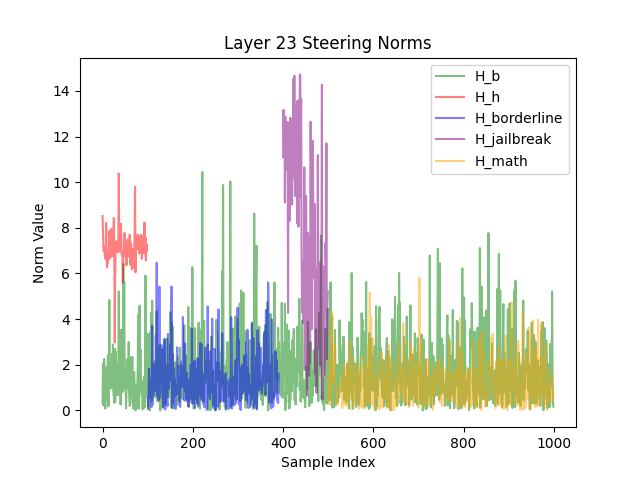 Layer 23 Steering Norms
H_b
H_h
H_borderline
H_jailbreak
H_math
Norm Value
14
12
10
8
6
4
2
0
0
200
400
600
800
1000
Sample Index